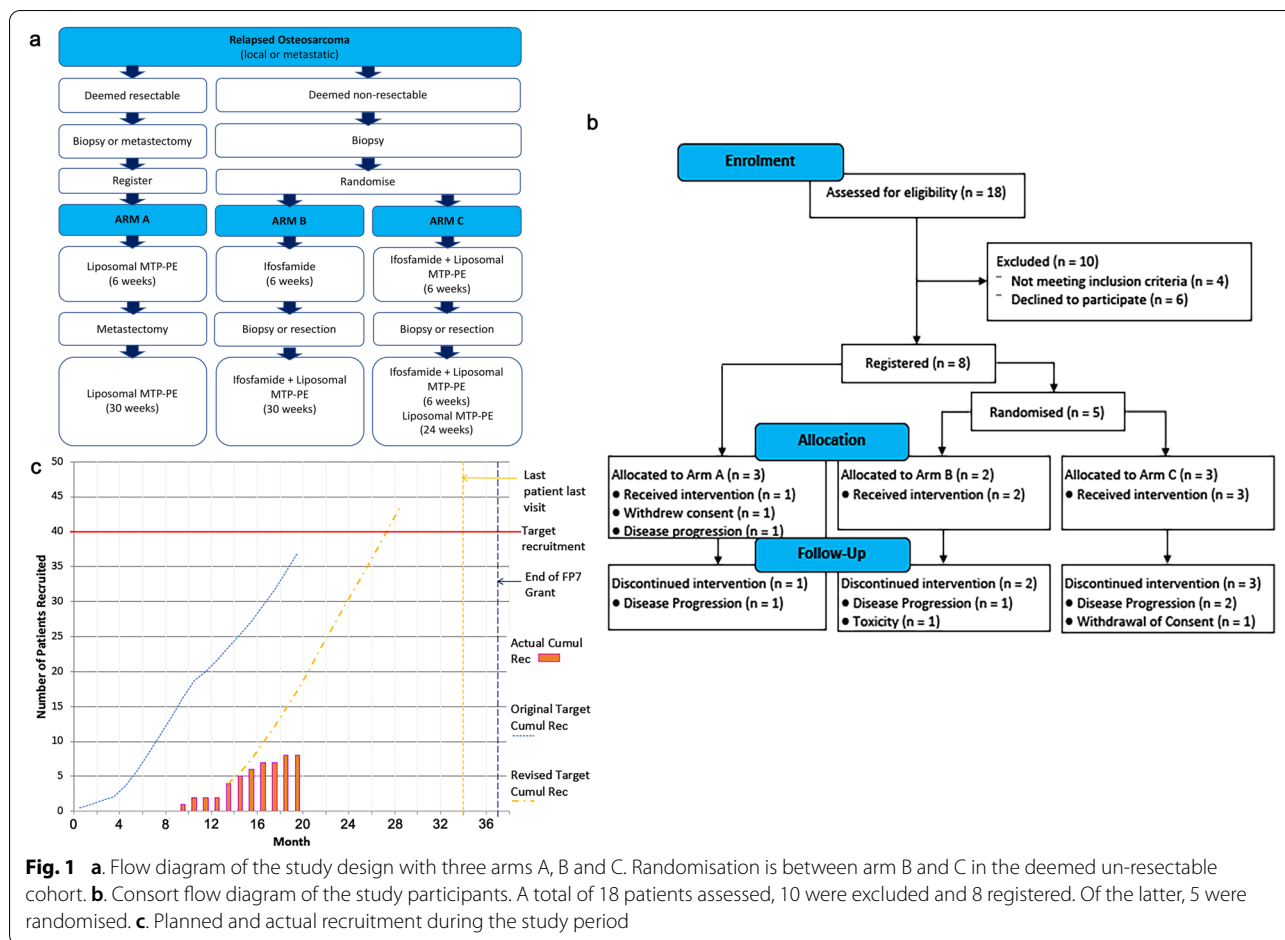 a
Relapsed Osteosarcoma
(local or metastatic)
Deemed resectable
Deemed non-resectable
Biopsy or metastectomy
Biopsy
Register
Randomise
ARM A
ARM B
ARM C
Liposomal MTP-PE
(6 weeks)
Ifosfamide
(6 weeks)
Ifosfamide + Liposomal
MTP-PE
(6 weeks)
Metastectomy
Biopsy or resection
Biopsy or resection
Liposomal MTP-PE
(30 weeks)
Ifosfamide + Liposomal
MTP-PE
(30 weeks)
Ifosfamide + Liposomal
MTP-PE
(6 weeks)
Liposomal MTP-PE
(24 weeks)
b
Enrolment
Assessed for eligibility (n = 18)
Excluded (n = 10)
⁻ Not meeting inclusion criteria (n = 4)
⁻ Declined to participate (n = 6)
Registered (n = 8)
Randomised (n = 5)
Allocation
Allocated to Arm A (n = 3)
● Received intervention (n = 1)
● Withdrew consent (n = 1)
● Disease progression (n = 1)
Allocated to Arm B (n = 2)
● Received intervention (n = 2)
Allocated to Arm C (n = 3)
● Received intervention (n = 3)
Follow-Up
Discontinued intervention (n = 1)
● Disease Progression (n = 1)
Discontinued intervention (n = 2)
● Disease Progression (n = 1)
● Toxicity (n = 1)
Discontinued intervention (n = 3)
● Disease Progression (n = 2)
● Withdrawal of Consent (n = 1)
c
Number of Patients Recruited
50
45
40
35
30
25
20
15
10
5
0
0 4 8 12 16 20 24 28 32 36
Month
Last
patient last
visit
Target
recruitment
End of FP7
Grant
Actual Cumul
Rec
Original Target
Cumul Rec
Revised Target
Cumul Rec
Fig. 1 a. Flow diagram of the study design with three arms A, B and C. Randomisation is between arm B and C in the deemed un-resectable
cohort. b. Consort flow diagram of the study participants. A total of 18 patients assessed, 10 were excluded and 8 registered. Of the latter, 5 were
randomised. c. Planned and actual recruitment during the study period